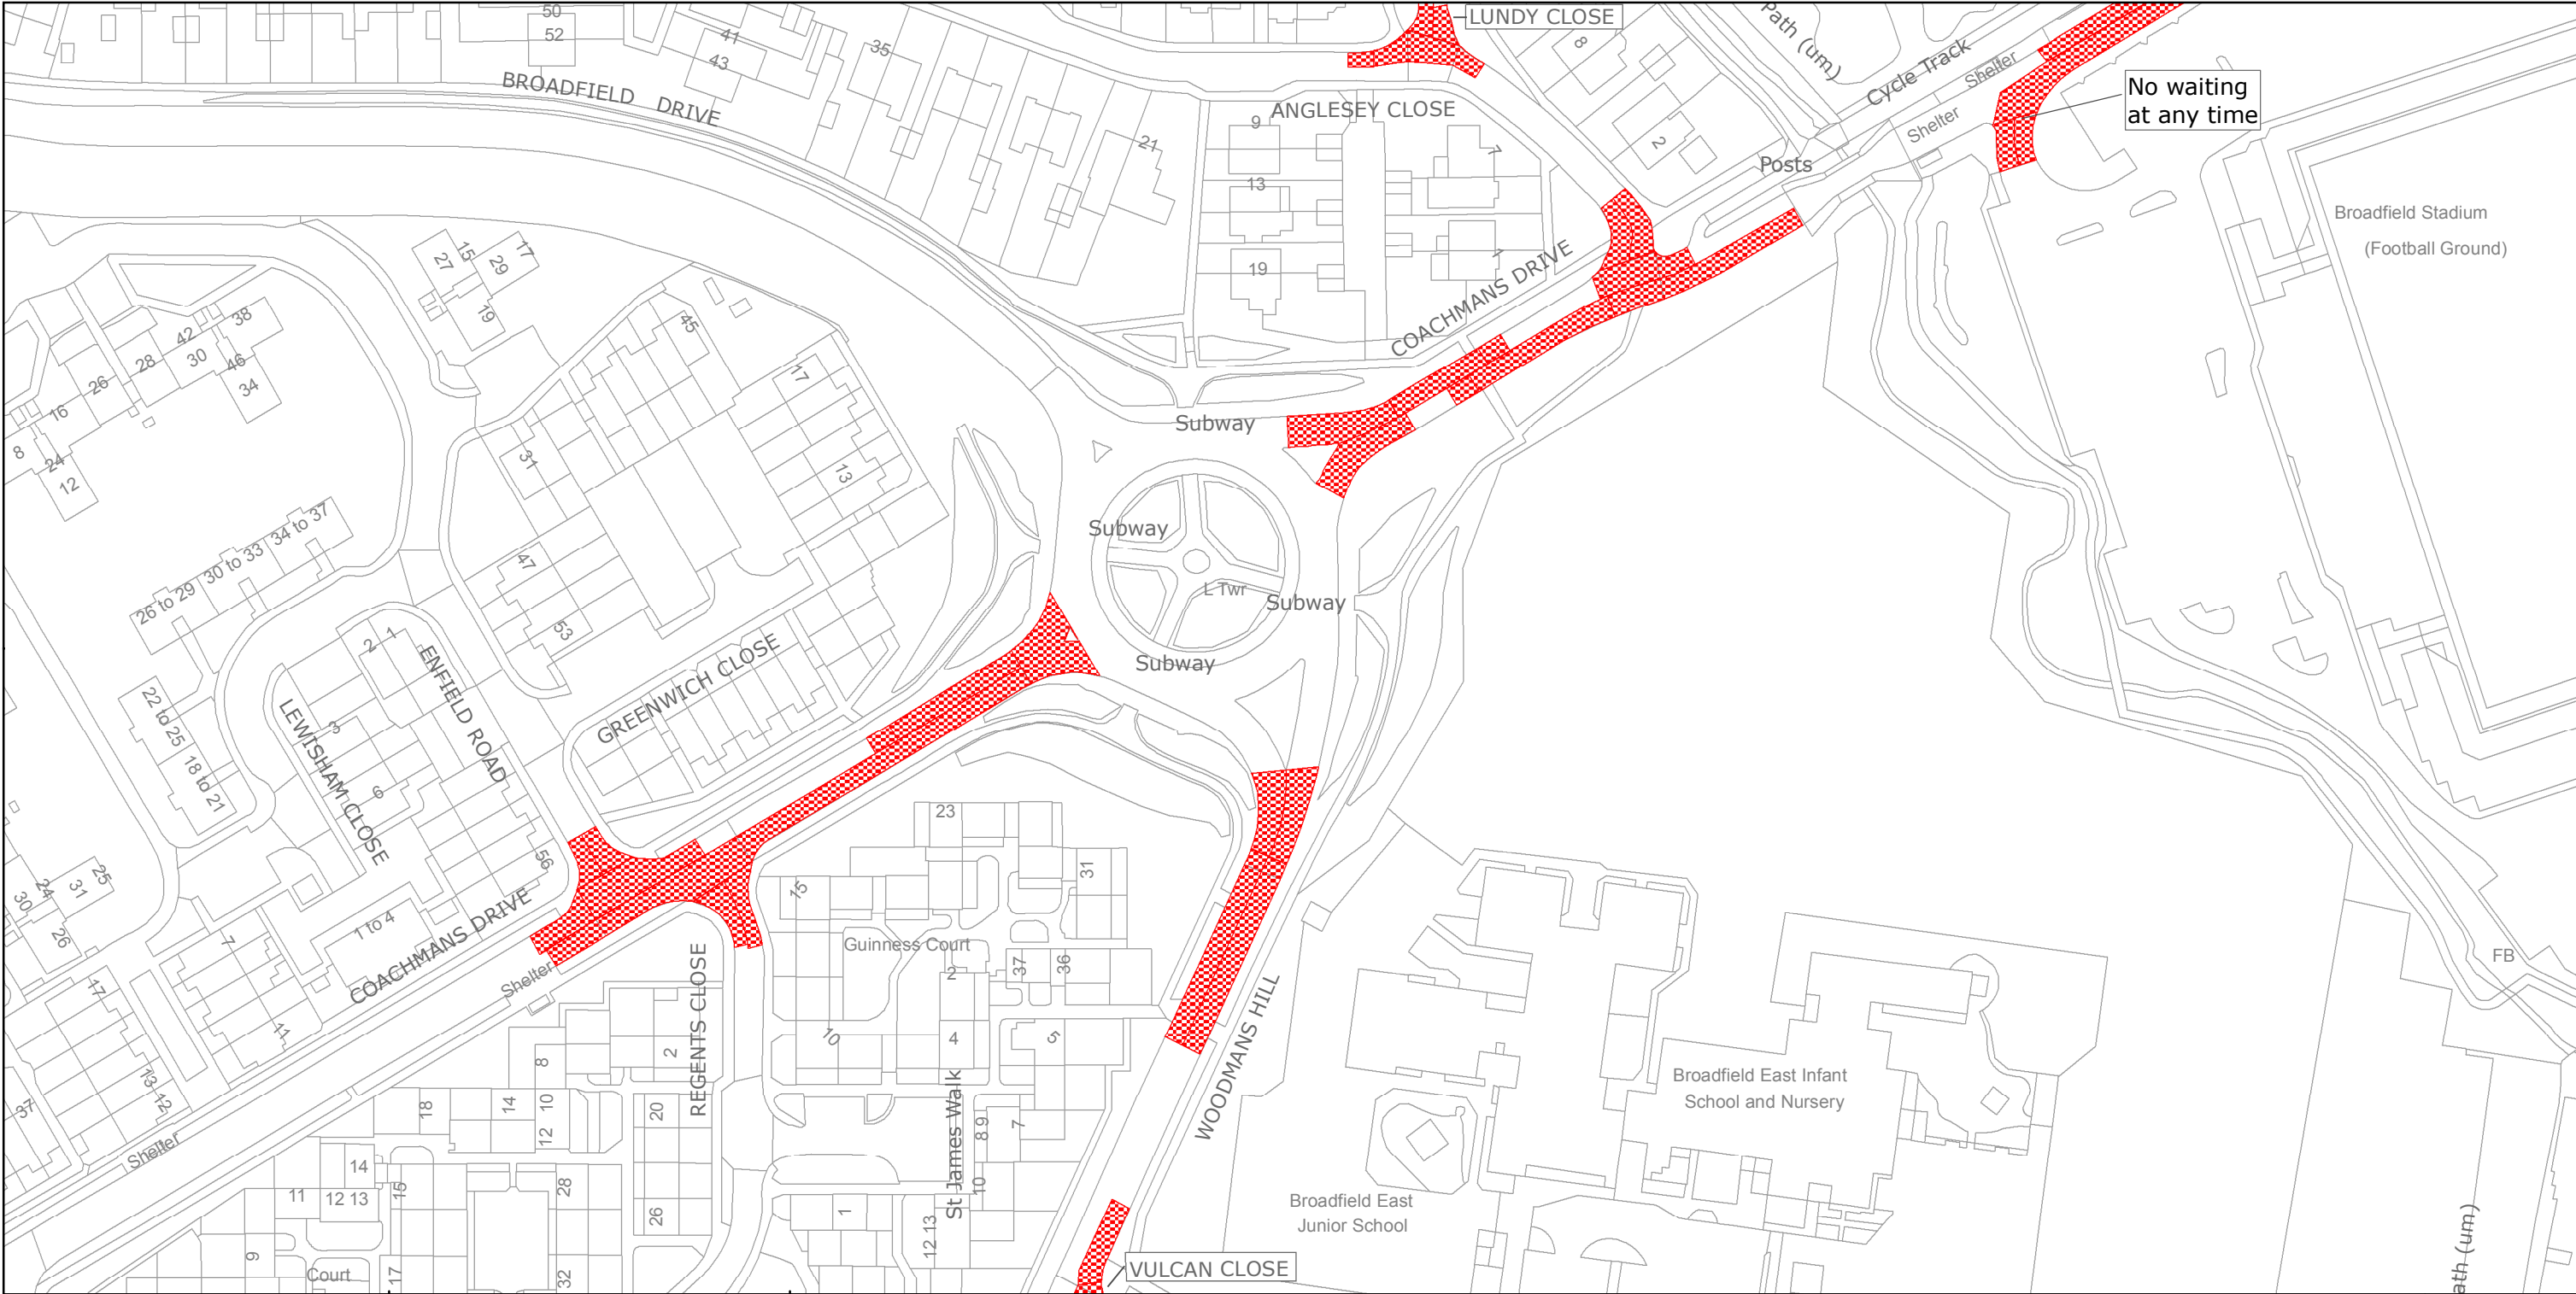 50
52
41
43
35
BROADFIELD DRIVE
LUNDY CLOSE
8
Path (um)
Cycle Track
Shelter
No waiting
at any time
ANGLESEY CLOSE
9
7
21
2
Shelter
Posts
13
Broadfield Stadium
(Football Ground)
15
17
27
29
19
19
1
COACHMANS DRIVE
38
42
45
28
30
46
34
26
17
16
Subway
8
24
12
31
13
Subway
34 to 37
30 to 33
26 to 29
47
L Twr
Subway
53
2
1
Subway
ENFIELD ROAD
GREENWICH CLOSE
22 to 25
3
LEWISHAM CLOSE
18 to 21
6
23
56
31
25
31
24
30
15
1 to 4
COACHMANS DRIVE
26
7
Guinness Court
2
37
36
FB
Shelter
REGENTS CLOSE
17
11
10
4
5
WOODMANS HILL
2
8
Broadfield East Infant
School and Nursery
13
12
37
18
14
10
12
20
St James Walk
8 9
7
Shelter
14
15
11
12 13
28
10
Broadfield East
Junior School
26
1
12 13
Path (um)
9
VULCAN CLOSE
Court
17
32